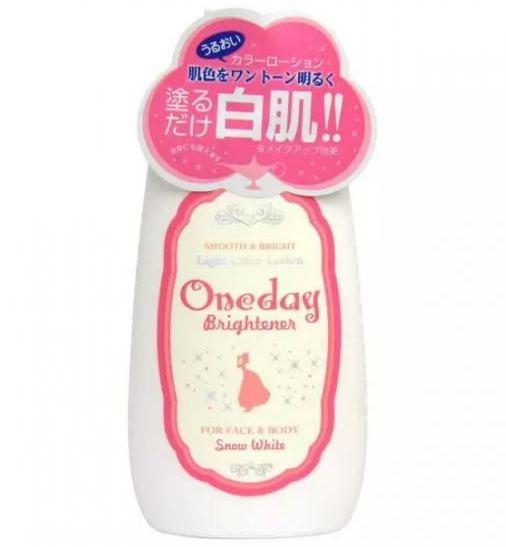 うるおい
カラーローション
肌色をワントーン明るく
塗る
だけ
白肌!!
※メイクアップ効果
SMOOTH & BRIGHT
Light Color Lotion
Oneday
Brightener
FOR FACE & BODY
Snow White